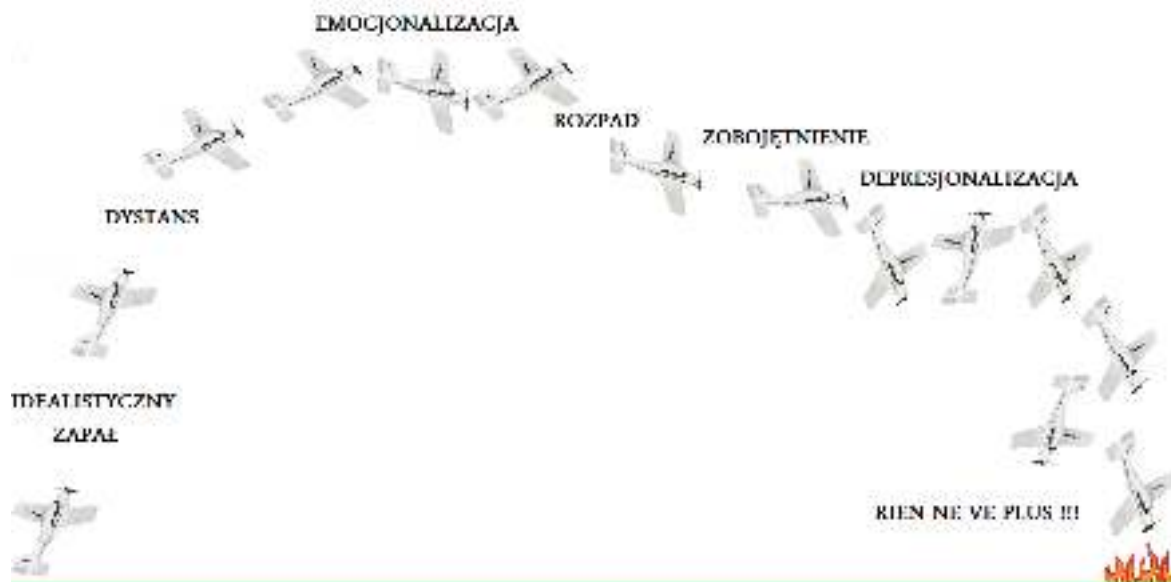 EMOCJONALIZACJA
ROZPAD
ZOBOJĘTNIENIE
DEPRESJONALIZACJA
DYSTANS
IDEALISTYCZNY
ZAPAŁ
RIEN NE VE PLUS !!!